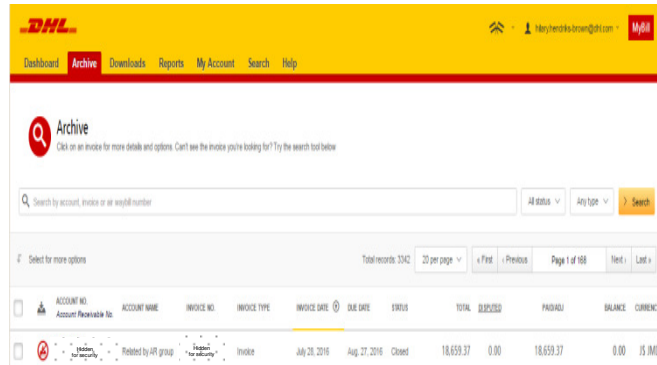 DHL
hilary.hendriks-brown@dhl.com MyBill
Dashboard Archive Downloads Reports My Account Search Help
Archive
Click on an invoice for more details and options. Can't see the invoice you're looking for? Try the search tool below
Search by account, invoice or air waybill number All status Any type > Search
Select for more options Total records: 3342 20 per page « First ‹ Previous Page 1 of 168 Next › Last »
ACCOUNT NO. ACCOUNT NAME INVOICE NO. INVOICE TYPE INVOICE DATE DUE DATE STATUS TOTAL DISPUTED PAID/ADJ BALANCE CURRENC
Account Receivable No.
Hidden for security Related by AR group Hidden for security Invoice July 28, 2016 Aug. 27, 2016 Closed 18,659.37 0.00 18,659.37 0.00